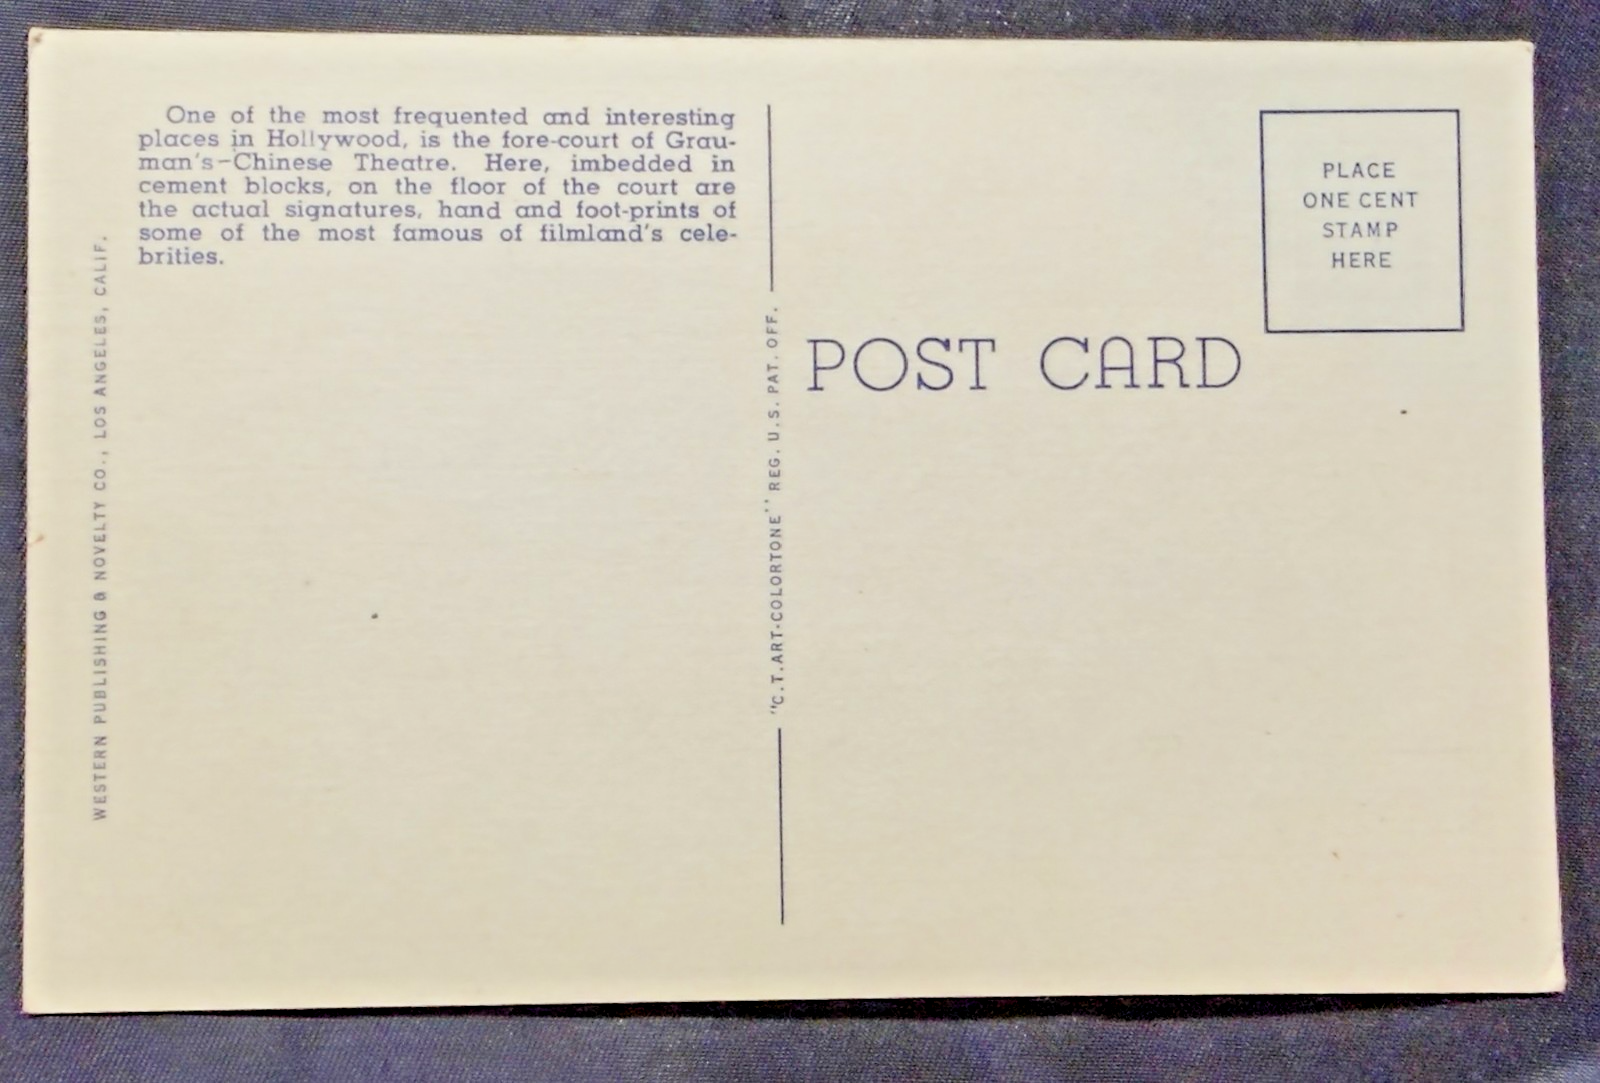 One of the most frequented and interesting
places in Hollywood, is the fore-court of Grau-
man's-Chinese Theatre. Here, imbedded in
cement blocks, on the floor of the court are
the actual signatures, hand and foot-prints of
some of the most famous of filmland's cele-
brities.
WESTERN PUBLISHING & NOVELTY CO., LOS ANGELES, CALIF.
"C.T.ART-COLORTONE" REG. U.S. PAT. OFF.
POST CARD
PLACE
ONE CENT
STAMP
HERE